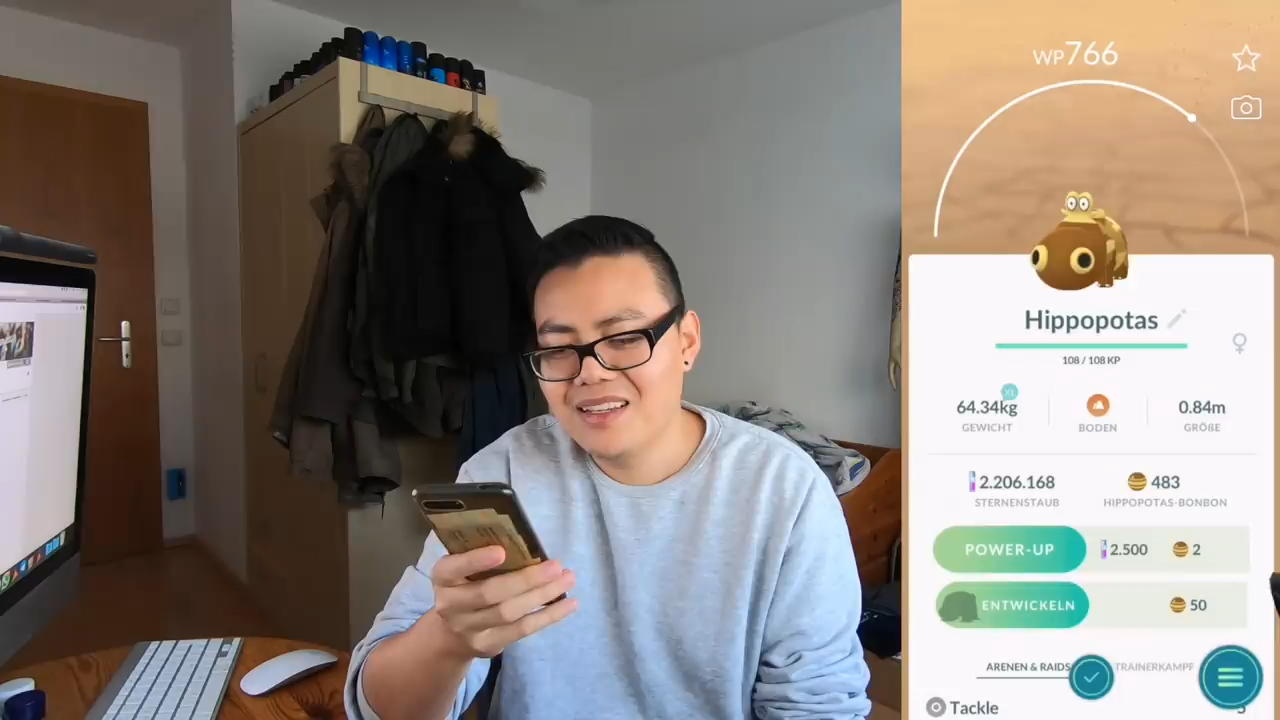 WP766
Hippopotas
108 / 108 KP
XL
64.34kg
GEWICHT
BODEN
0.84m
GRÖßE
2.206.168
STERNENSTAUB
483
HIPPOPOTAS-BONBON
POWER-UP
2.500
2
ENTWICKELN
50
ARENEN & RAIDS
TRAINERKAMPF
Tackle